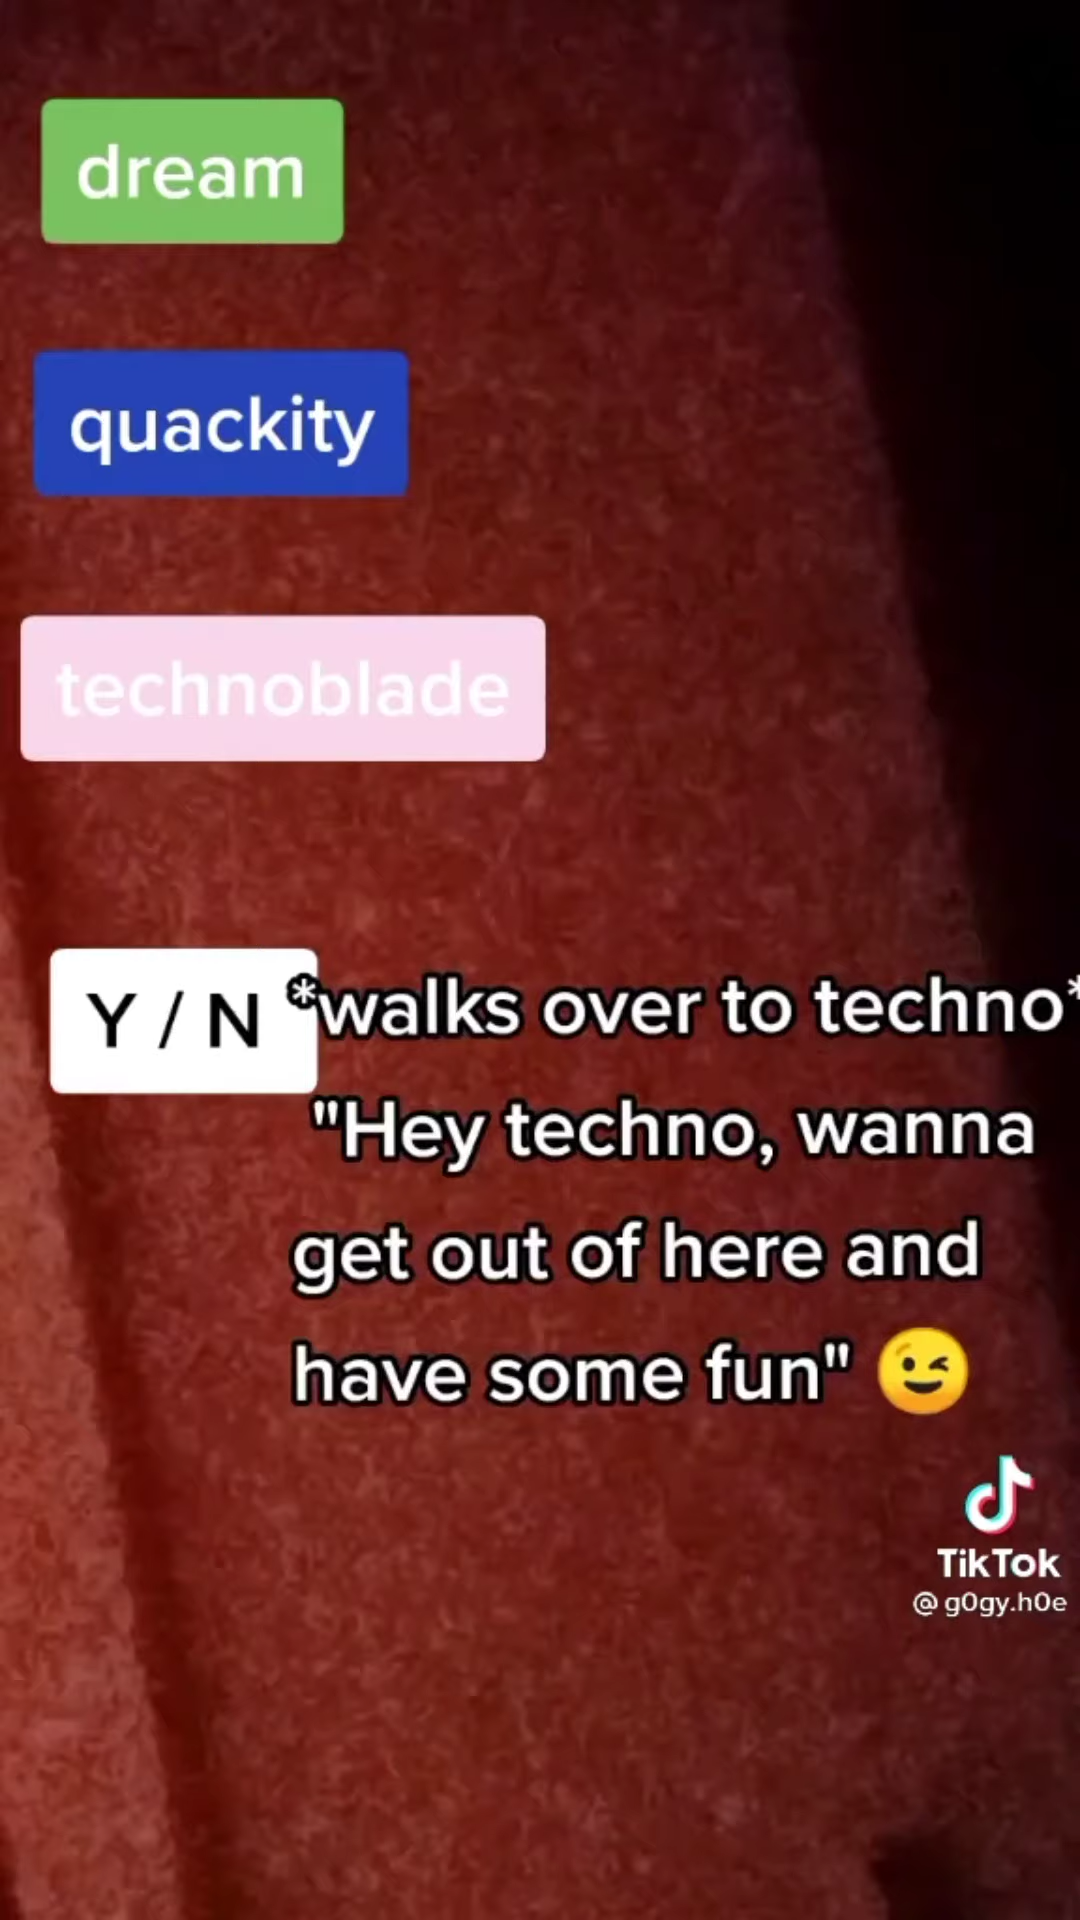 dream
quackity
technoblade
Y / N *walks over to techno*
"Hey techno, wanna
get out of here and
have some fun" 😉
TikTok
@ g0gy.h0e